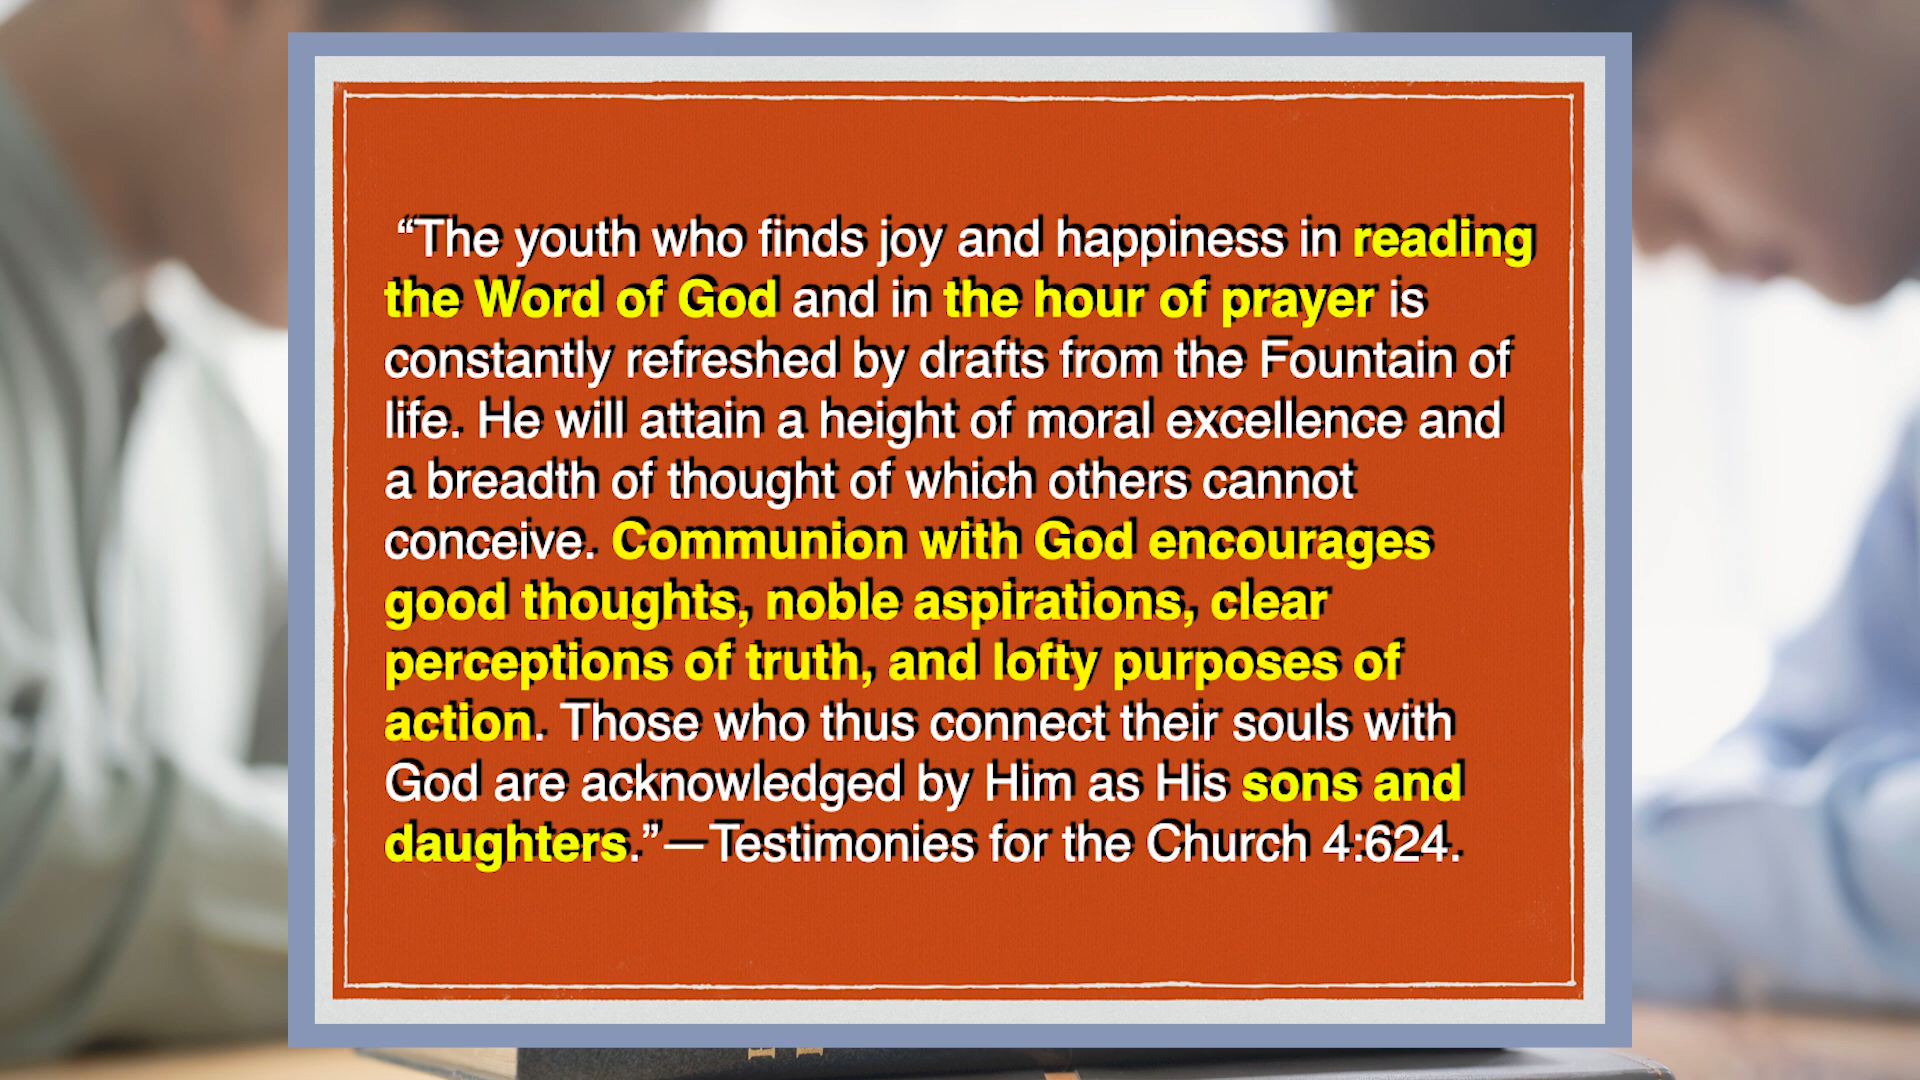 “The youth who finds joy and happiness in reading
the Word of God and in the hour of prayer is
constantly refreshed by drafts from the Fountain of
life. He will attain a height of moral excellence and
a breadth of thought of which others cannot
conceive. Communion with God encourages
good thoughts, noble aspirations, clear
perceptions of truth, and lofty purposes of
action. Those who thus connect their souls with
God are acknowledged by Him as His sons and
daughters.”—Testimonies for the Church 4:624.